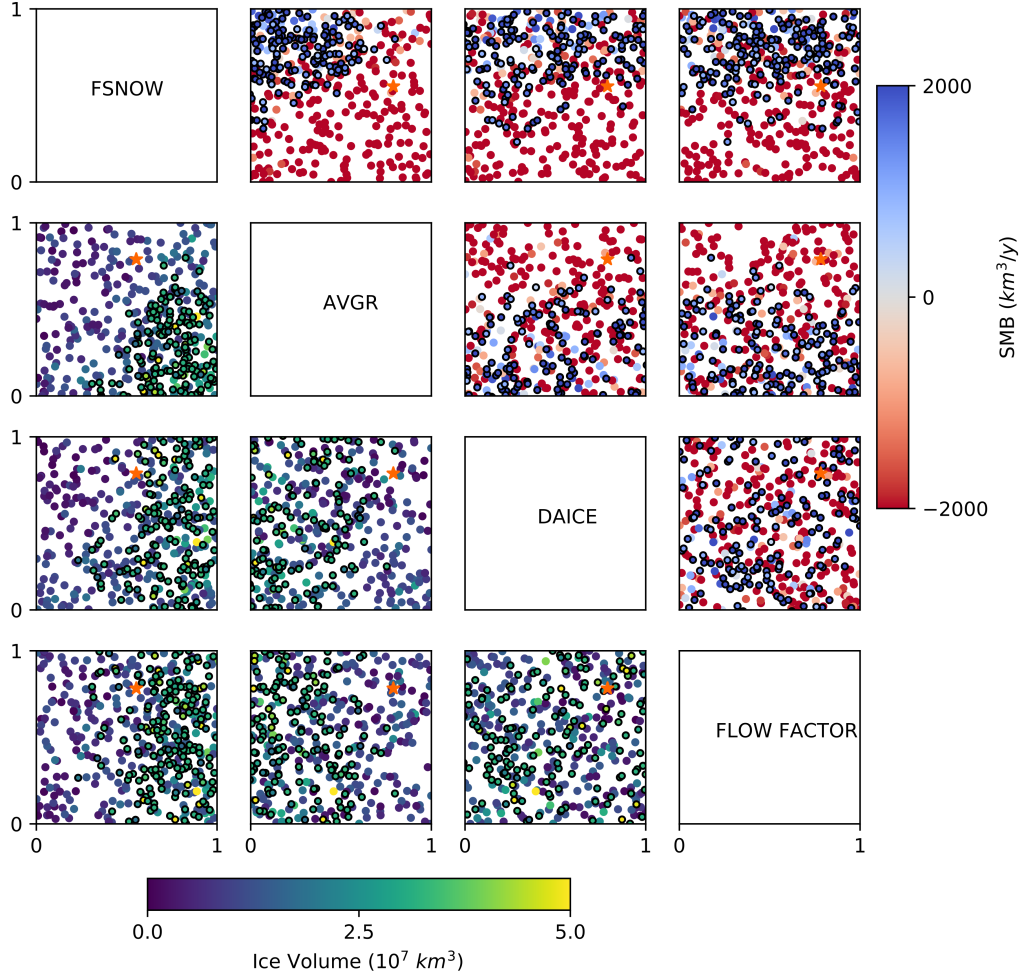 1
FSNOW
0
2000
SMB (km³/y)
0
−2000
1
AVGR
0
1
DAICE
0
1
FLOW FACTOR
0
0 1 0 1 0 1 0 1
0.0 2.5 5.0
Ice Volume (10⁷ km³)